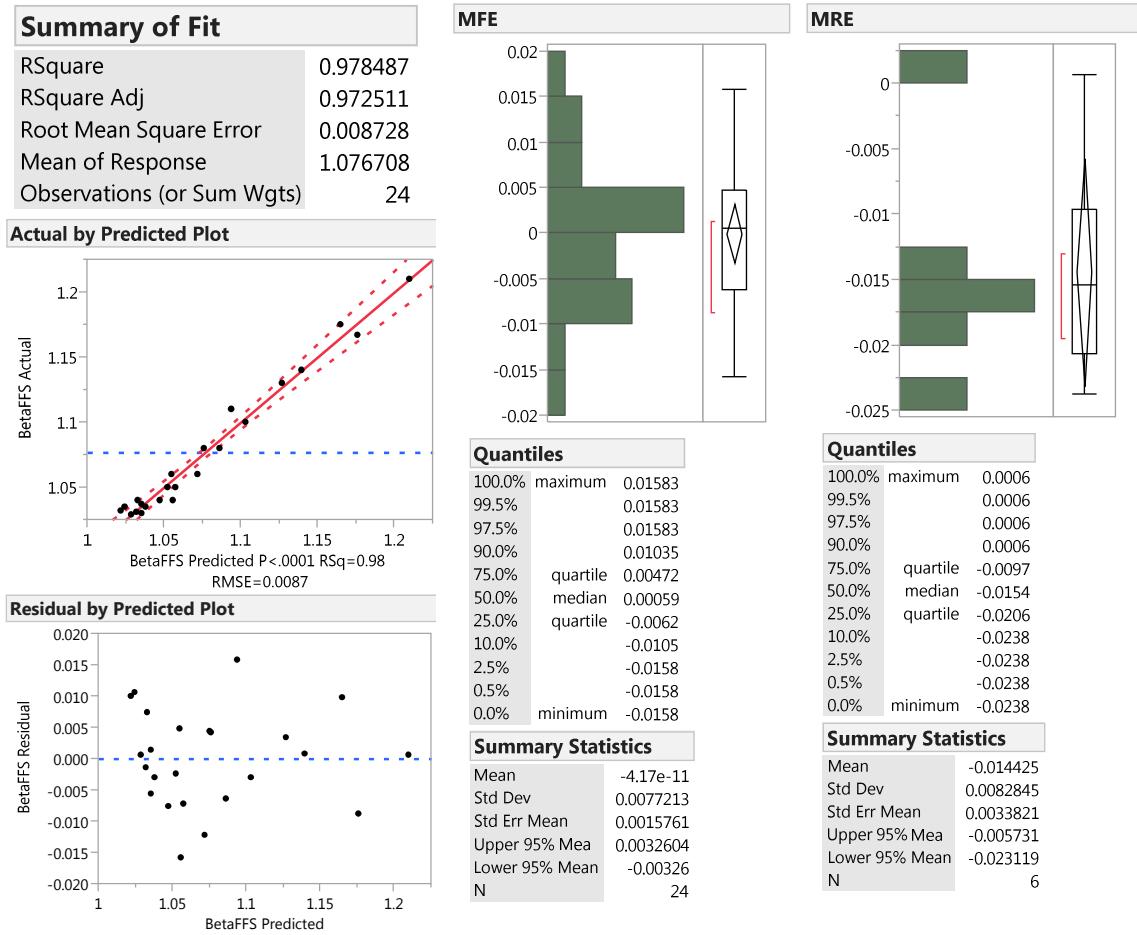 Summary of Fit
RSquare 0.978487
RSquare Adj 0.972511
Root Mean Square Error 0.008728
Mean of Response 1.076708
Observations (or Sum Wgts) 24
Actual by Predicted Plot
BetaFFS Actual
1.2
1.15
1.1
1.05
1 1.05 1.1 1.15 1.2
BetaFFS Predicted P<.0001 RSq=0.98
RMSE=0.0087
Residual by Predicted Plot
BetaFFS Residual
0.020
0.015
0.010
0.005
0.000
-0.005
-0.010
-0.015
-0.020
1 1.05 1.1 1.15 1.2
BetaFFS Predicted
MFE
0.02
0.015
0.01
0.005
0
-0.005
-0.01
-0.015
-0.02
Quantiles
100.0% maximum 0.01583
99.5% 0.01583
97.5% 0.01583
90.0% 0.01035
75.0% quartile 0.00472
50.0% median 0.00059
25.0% quartile -0.0062
10.0% -0.0105
2.5% -0.0158
0.5% -0.0158
0.0% minimum -0.0158
Summary Statistics
Mean -4.17e-11
Std Dev 0.0077213
Std Err Mean 0.0015761
Upper 95% Mea 0.0032604
Lower 95% Mean -0.00326
N 24
MRE
0
-0.005
-0.01
-0.015
-0.02
-0.025
Quantiles
100.0% maximum 0.0006
99.5% 0.0006
97.5% 0.0006
90.0% 0.0006
75.0% quartile -0.0097
50.0% median -0.0154
25.0% quartile -0.0206
10.0% -0.0238
2.5% -0.0238
0.5% -0.0238
0.0% minimum -0.0238
Summary Statistics
Mean -0.014425
Std Dev 0.0082845
Std Err Mean 0.0033821
Upper 95% Mea -0.005731
Lower 95% Mean -0.023119
N 6